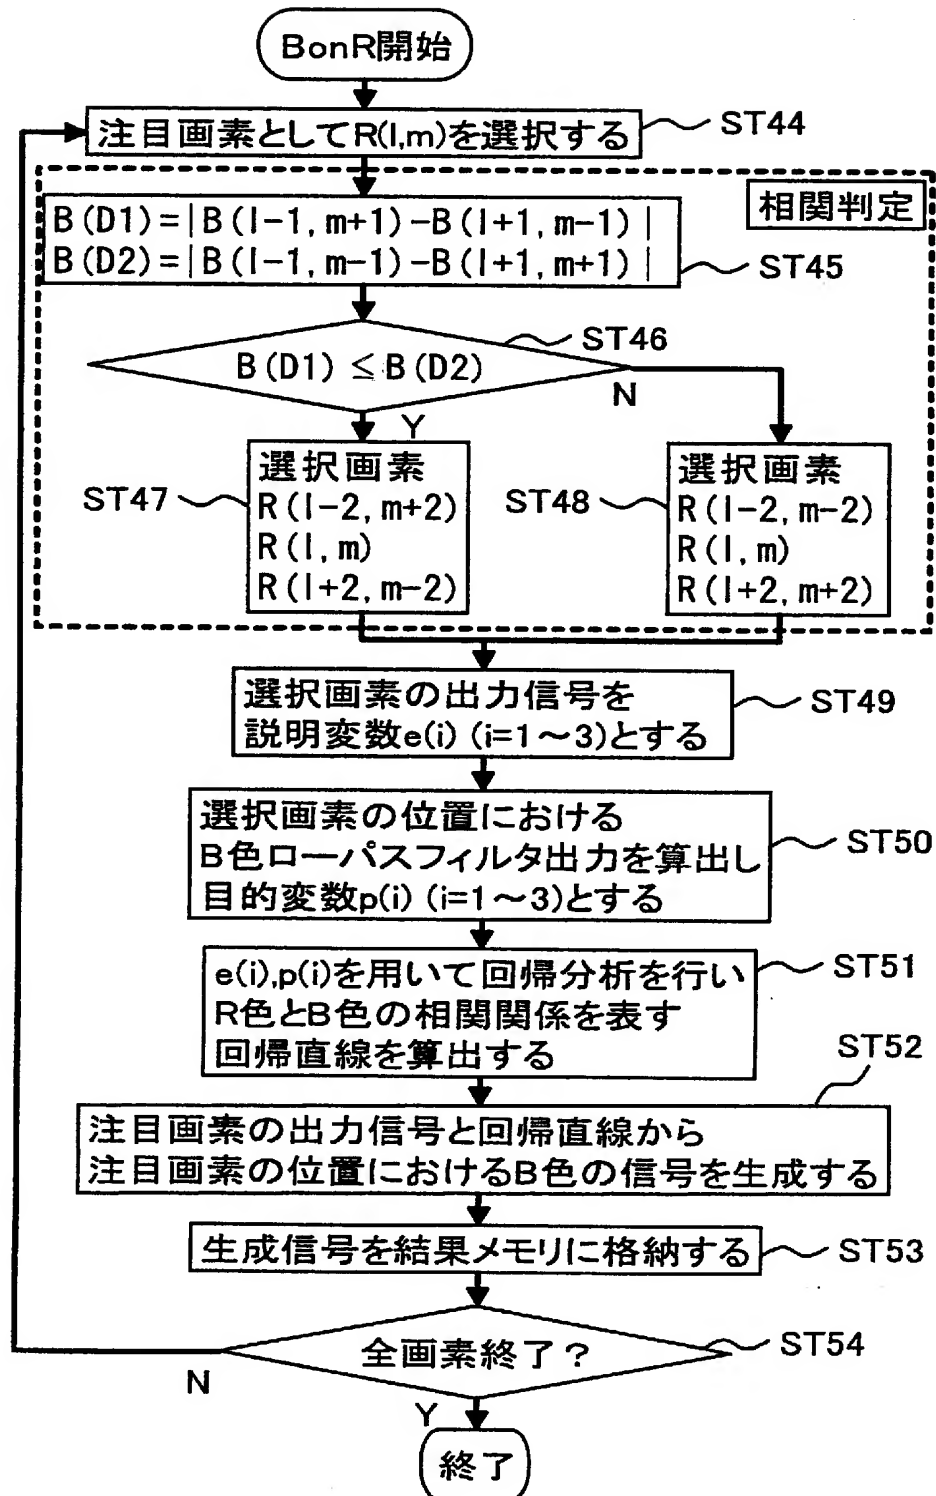 BonR開始
注目画素としてR(l,m)を選択する
ST44
相関判定
B(D1)=|B(l-1,m+1)-B(l+1,m-1)|
B(D2)=|B(l-1,m-1)-B(l+1,m+1)|
ST45
ST46
B(D1)≤B(D2)
N
Y
ST47
選択画素
R(l-2,m+2)
R(l,m)
R(l+2,m-2)
ST48
選択画素
R(l-2,m-2)
R(l,m)
R(l+2,m+2)
選択画素の出力信号を
説明変数e(i)(i=1~3)とする
ST49
選択画素の位置における
B色ローパスフィルタ出力を算出し
目的変数p(i)(i=1~3)とする
ST50
e(i),p(i)を用いて回帰分析を行い
R色とB色の相関関係を表す
回帰直線を算出する
ST51
ST52
注目画素の出力信号と回帰直線から
注目画素の位置におけるB色の信号を生成する
生成信号を結果メモリに格納する
ST53
全画素終了?
ST54
N
Y
終了